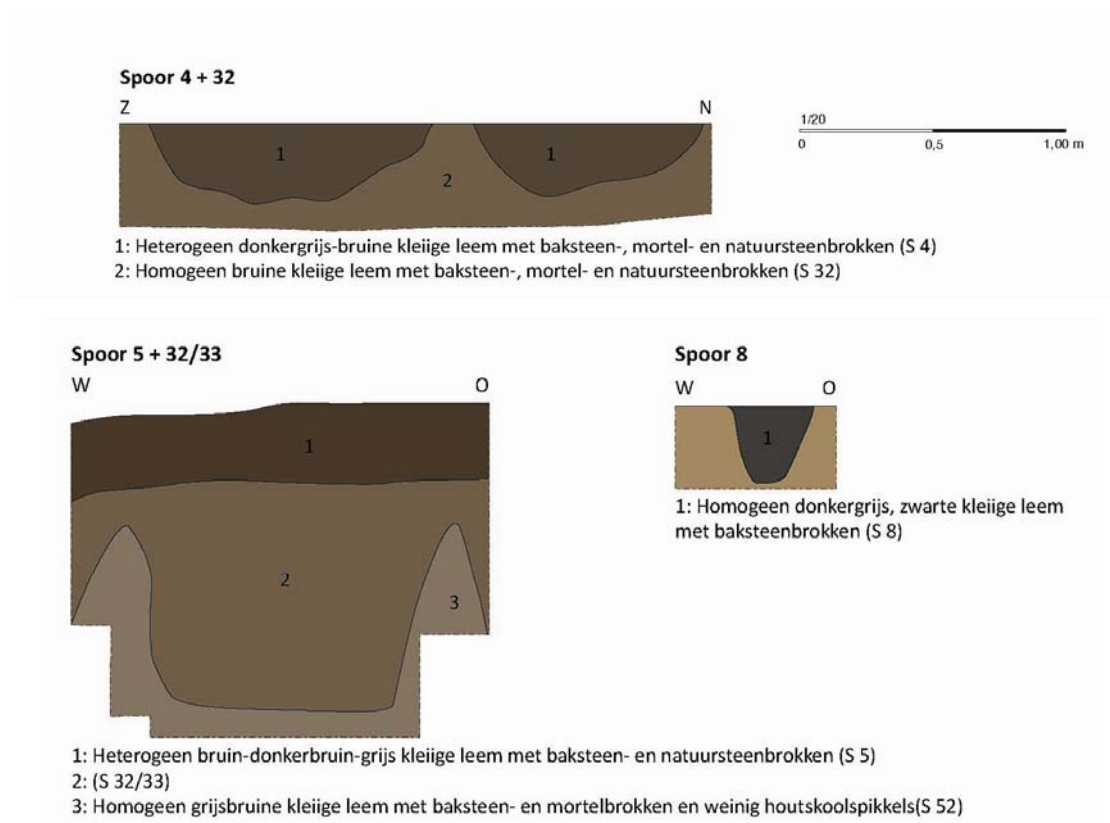 Spoor 4 + 32
Z
N
1
1
2
1/20
0
0,5
1,00 m
1: Heterogeen donkergrijs-bruine kleiige leem met baksteen-, mortel- en natuursteenbrokken (S 4)
2: Homogeen bruine kleiige leem met baksteen-, mortel- en natuursteenbrokken (S 32)
Spoor 5 + 32/33
W
O
1
2
3
1: Heterogeen bruin-donkerbruin-grijs kleiige leem met baksteen- en natuursteenbrokken (S 5)
2: (S 32/33)
3: Homogeen grijsbruine kleiige leem met baksteen- en mortelbrokken en weinig houtskoolspikkels(S 52)
Spoor 8
W
O
1
1: Homogeen donkergrijs, zwarte kleiige leem
met baksteenbrokken (S 8)